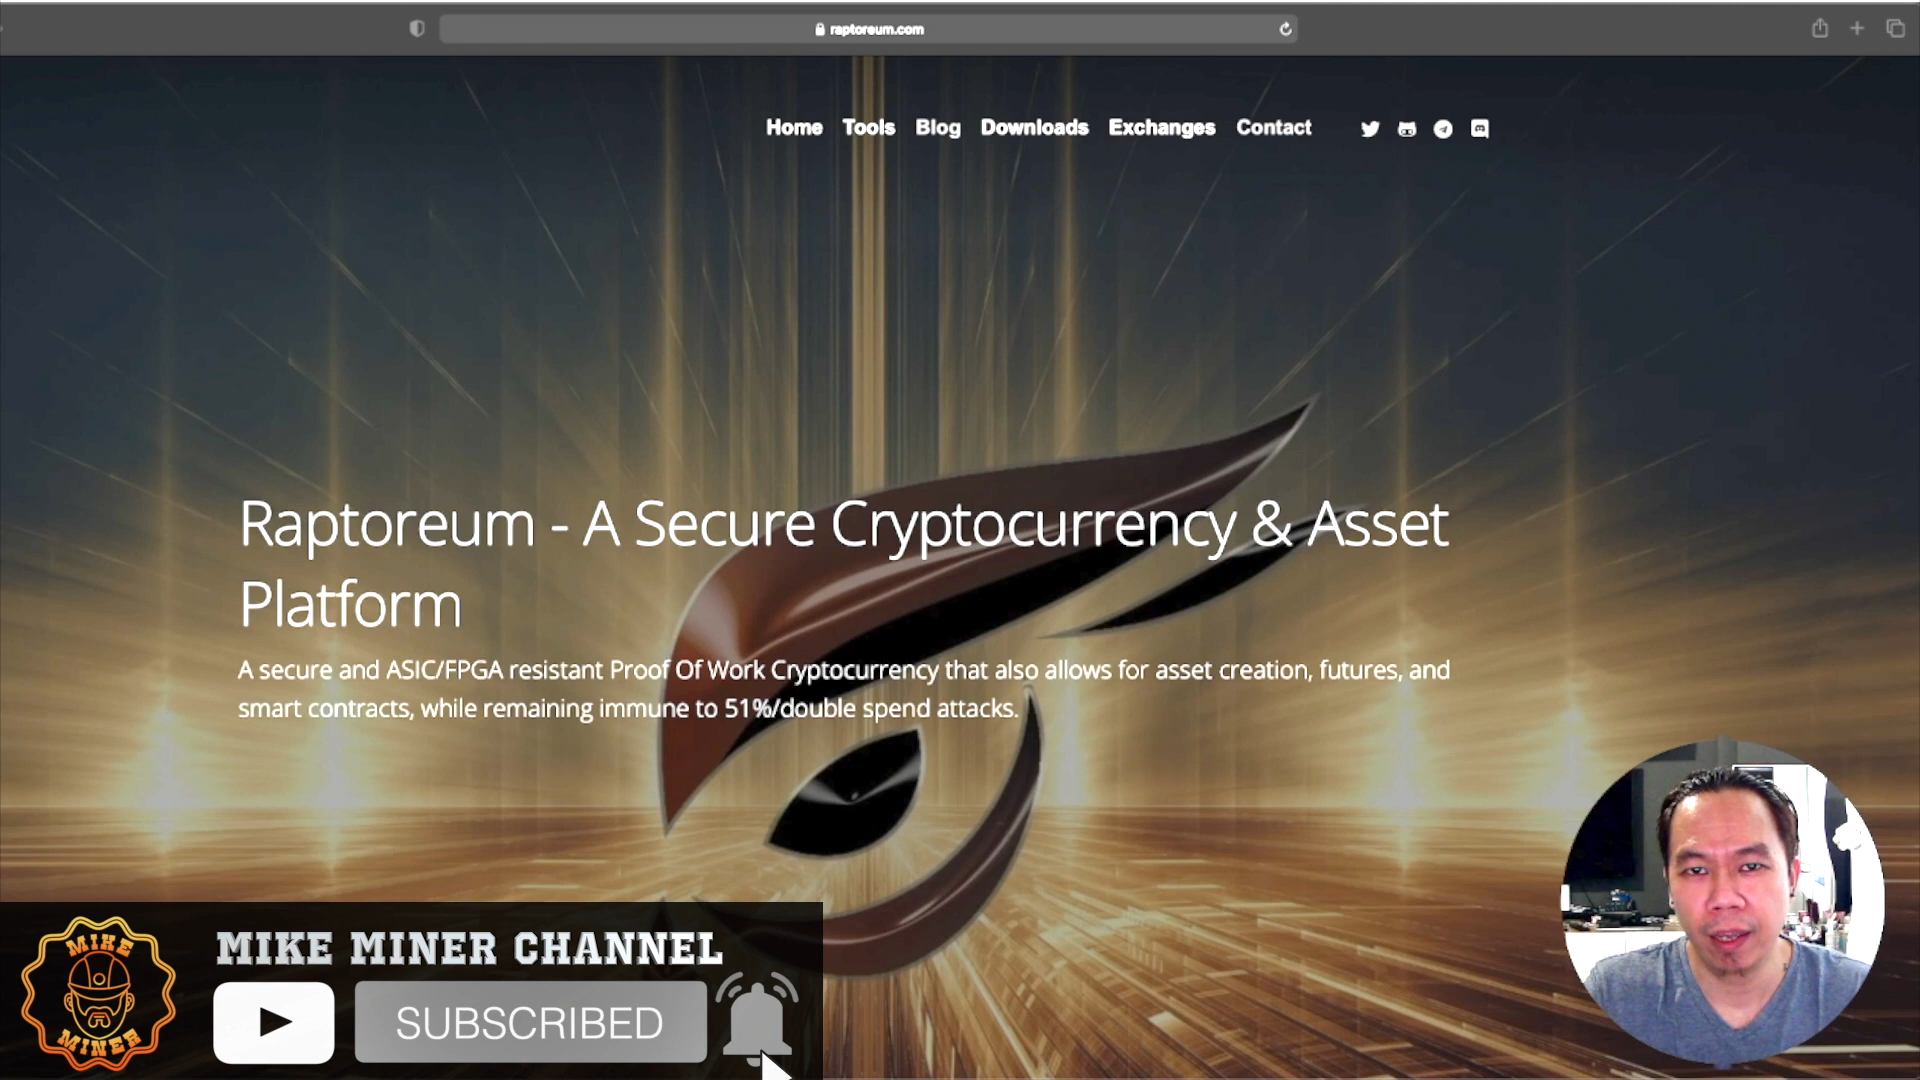 raptoreum.com
Home Tools Blog Downloads Exchanges Contact
Raptoreum - A Secure Cryptocurrency & Asset
Platform
A secure and ASIC/FPGA resistant Proof Of Work Cryptocurrency that also allows for asset creation, futures, and
smart contracts, while remaining immune to 51%/double spend attacks.
MIKE
MINER
MIKE MINER CHANNEL
SUBSCRIBED